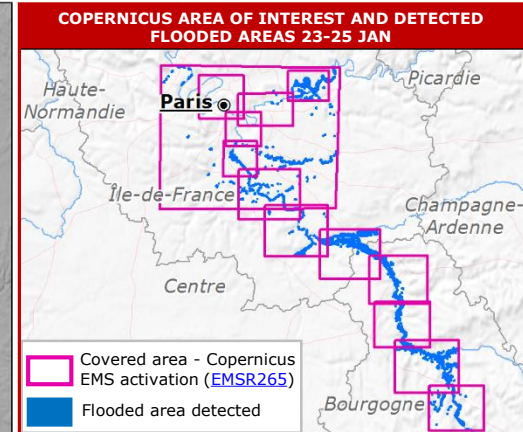 COPERNICUS AREA OF INTEREST AND DETECTED
FLOODED AREAS 23-25 JAN
Picardie
Haute-
Normandie
Paris
Île-de-France
Champagne-
Ardenne
Centre
Bourgogne
Covered area - Copernicus
EMS activation (EMSR265)
Flooded area detected